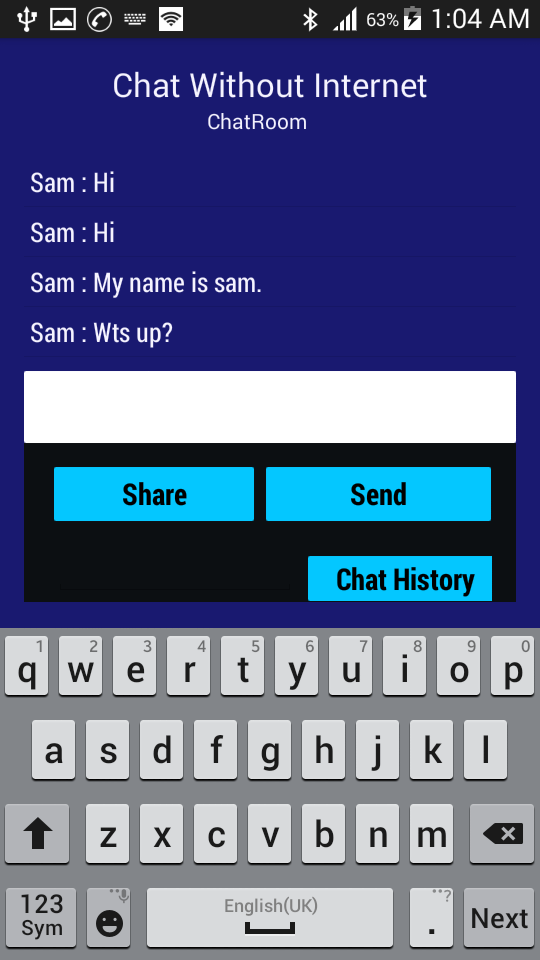 63% 1:04 AM
Chat Without Internet
ChatRoom
Sam : Hi
Sam : Hi
Sam : My name is sam.
Sam : Wts up?
Share Send
Chat History
1 2 3 4 5 6 7 8 9 0
q w e r t y u i o p
a s d f g h j k l
z x c v b n m
123 English(UK) ? . Next
Sym